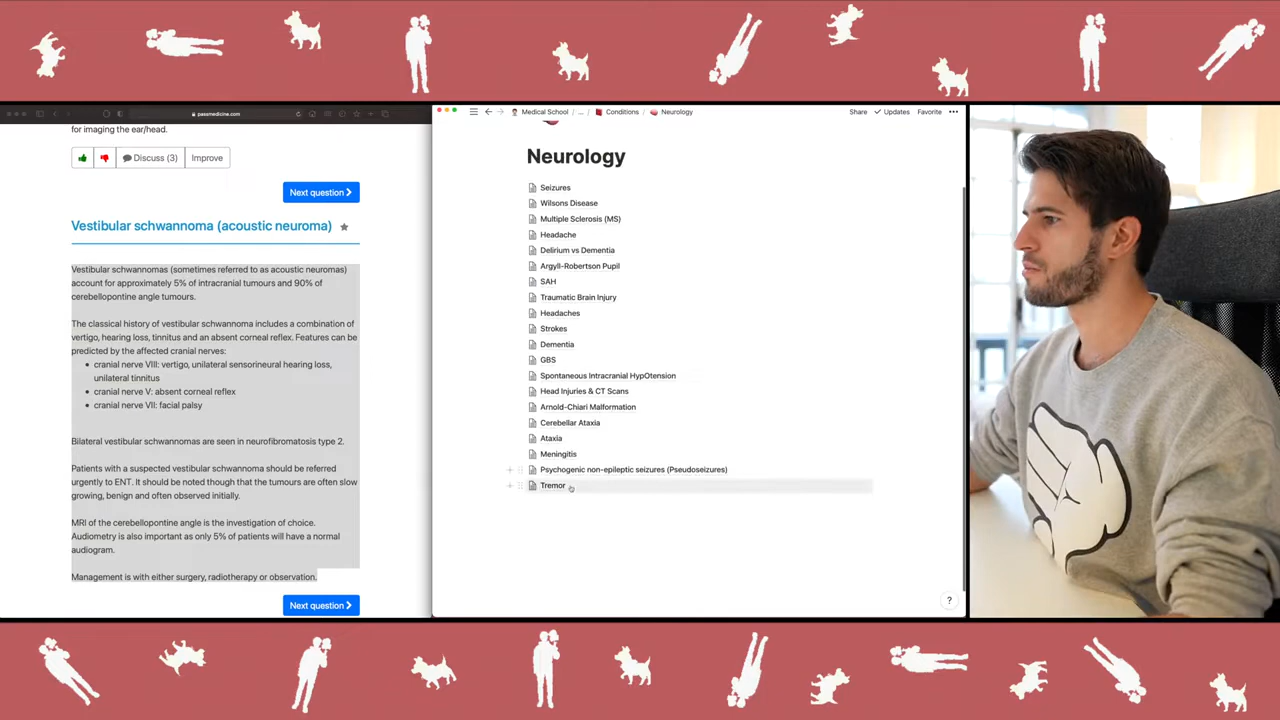 passmedicine.com
for imaging the ear/head.
Discuss (3)
Improve
Next question
Vestibular schwannoma (acoustic neuroma)
Vestibular schwannomas (sometimes referred to as acoustic neuromas)
account for approximately 5% of intracranial tumours and 90% of
cerebellopontine angle tumours.
The classical history of vestibular schwannoma includes a combination of
vertigo, hearing loss, tinnitus and an absent corneal reflex. Features can be
predicted by the affected cranial nerves:
cranial nerve VIII: vertigo, unilateral sensorineural hearing loss,
unilateral tinnitus
cranial nerve V: absent corneal reflex
cranial nerve VII: facial palsy
Bilateral vestibular schwannomas are seen in neurofibromatosis type 2.
Patients with a suspected vestibular schwannoma should be referred
urgently to ENT. It should be noted though that the tumours are often slow
growing, benign and often observed initially.
MRI of the cerebellopontine angle is the investigation of choice.
Audiometry is also important as only 5% of patients will have a normal
audiogram.
Management is with either surgery, radiotherapy or observation.
Next question
Medical School / ... / Conditions / Neurology
Share
Updates
Favorite
Neurology
Seizures
Wilsons Disease
Multiple Sclerosis (MS)
Headache
Delirium vs Dementia
Argyll-Robertson Pupil
SAH
Traumatic Brain Injury
Headaches
Strokes
Dementia
GBS
Spontaneous Intracranial HypOtension
Head Injuries & CT Scans
Arnold-Chiari Malformation
Cerebellar Ataxia
Ataxia
Meningitis
Psychogenic non-epileptic seizures (Pseudoseizures)
Tremor
?